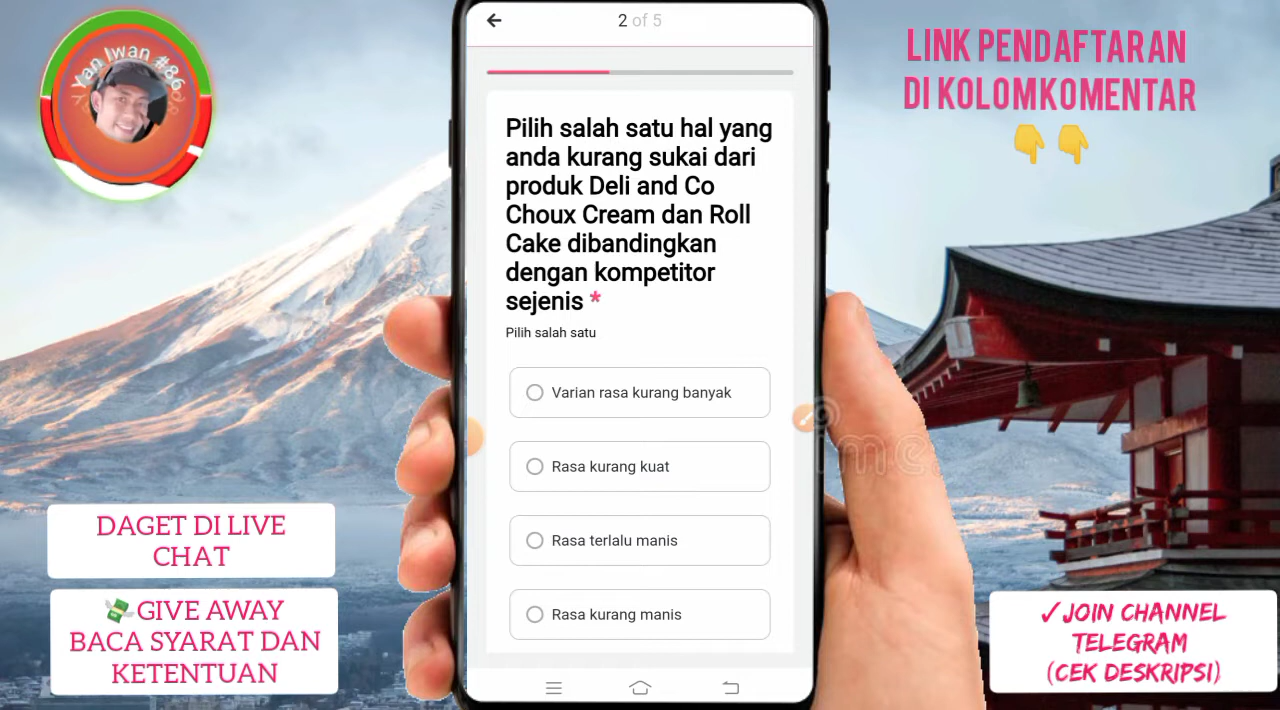 Yan Iwan #86
2 of 5
LINK PENDAFTARAN
DI KOLOMKOMENTAR
Pilih salah satu hal yang
anda kurang sukai dari
produk Deli and Co
Choux Cream dan Roll
Cake dibandingkan
dengan kompetitor
sejenis *
Pilih salah satu
Varian rasa kurang banyak
Rasa kurang kuat
Rasa terlalu manis
Rasa kurang manis
DAGET DI LIVE
CHAT
💸GIVE AWAY
BACA SYARAT DAN
KETENTUAN
✓JOIN CHANNEL
TELEGRAM
(CEK DESKRIPSI)